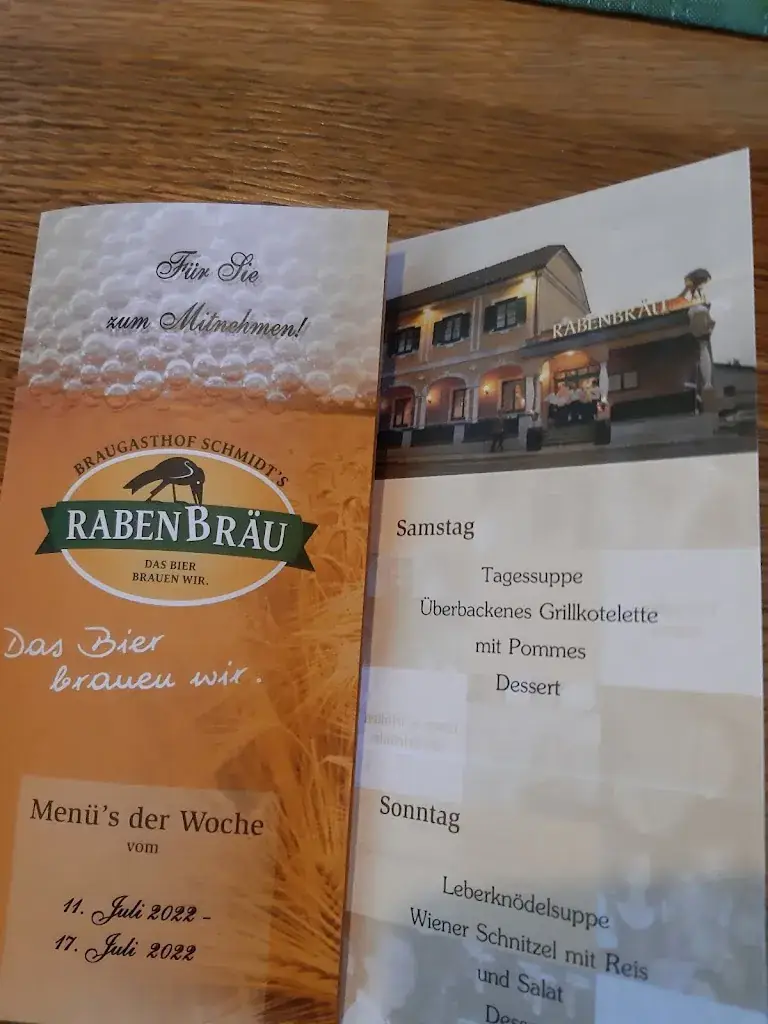 Für Sie
zum Mitnehmen!
BRAUGASTHOF SCHMIDT'S
RABENBRÄU
DAS BIER
BRAUEN WIR.
Das Bier
brauen wir.
Menü's der Woche
vom
11. Juli 2022 -
17. Juli 2022
RABENBRÄU
Samstag
Tagessuppe
Überbackenes Grillkotelette
mit Pommes
Dessert
Sonntag
Leberknödelsuppe
Wiener Schnitzel mit Reis
und Salat